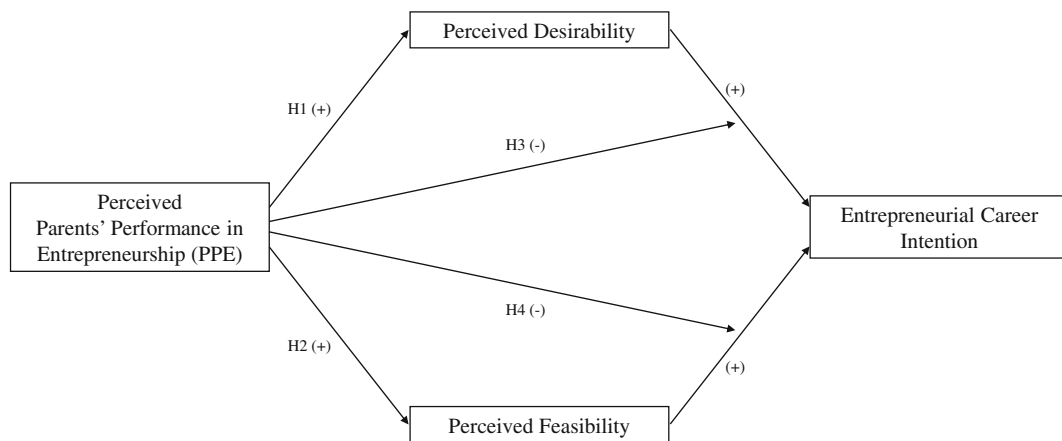 Perceived Desirability
H1 (+)
(+)
H3 (-)
Perceived
Parents’ Performance in
Entrepreneurship (PPE)
Entrepreneurial Career
Intention
H4 (-)
H2 (+)
(+)
Perceived Feasibility